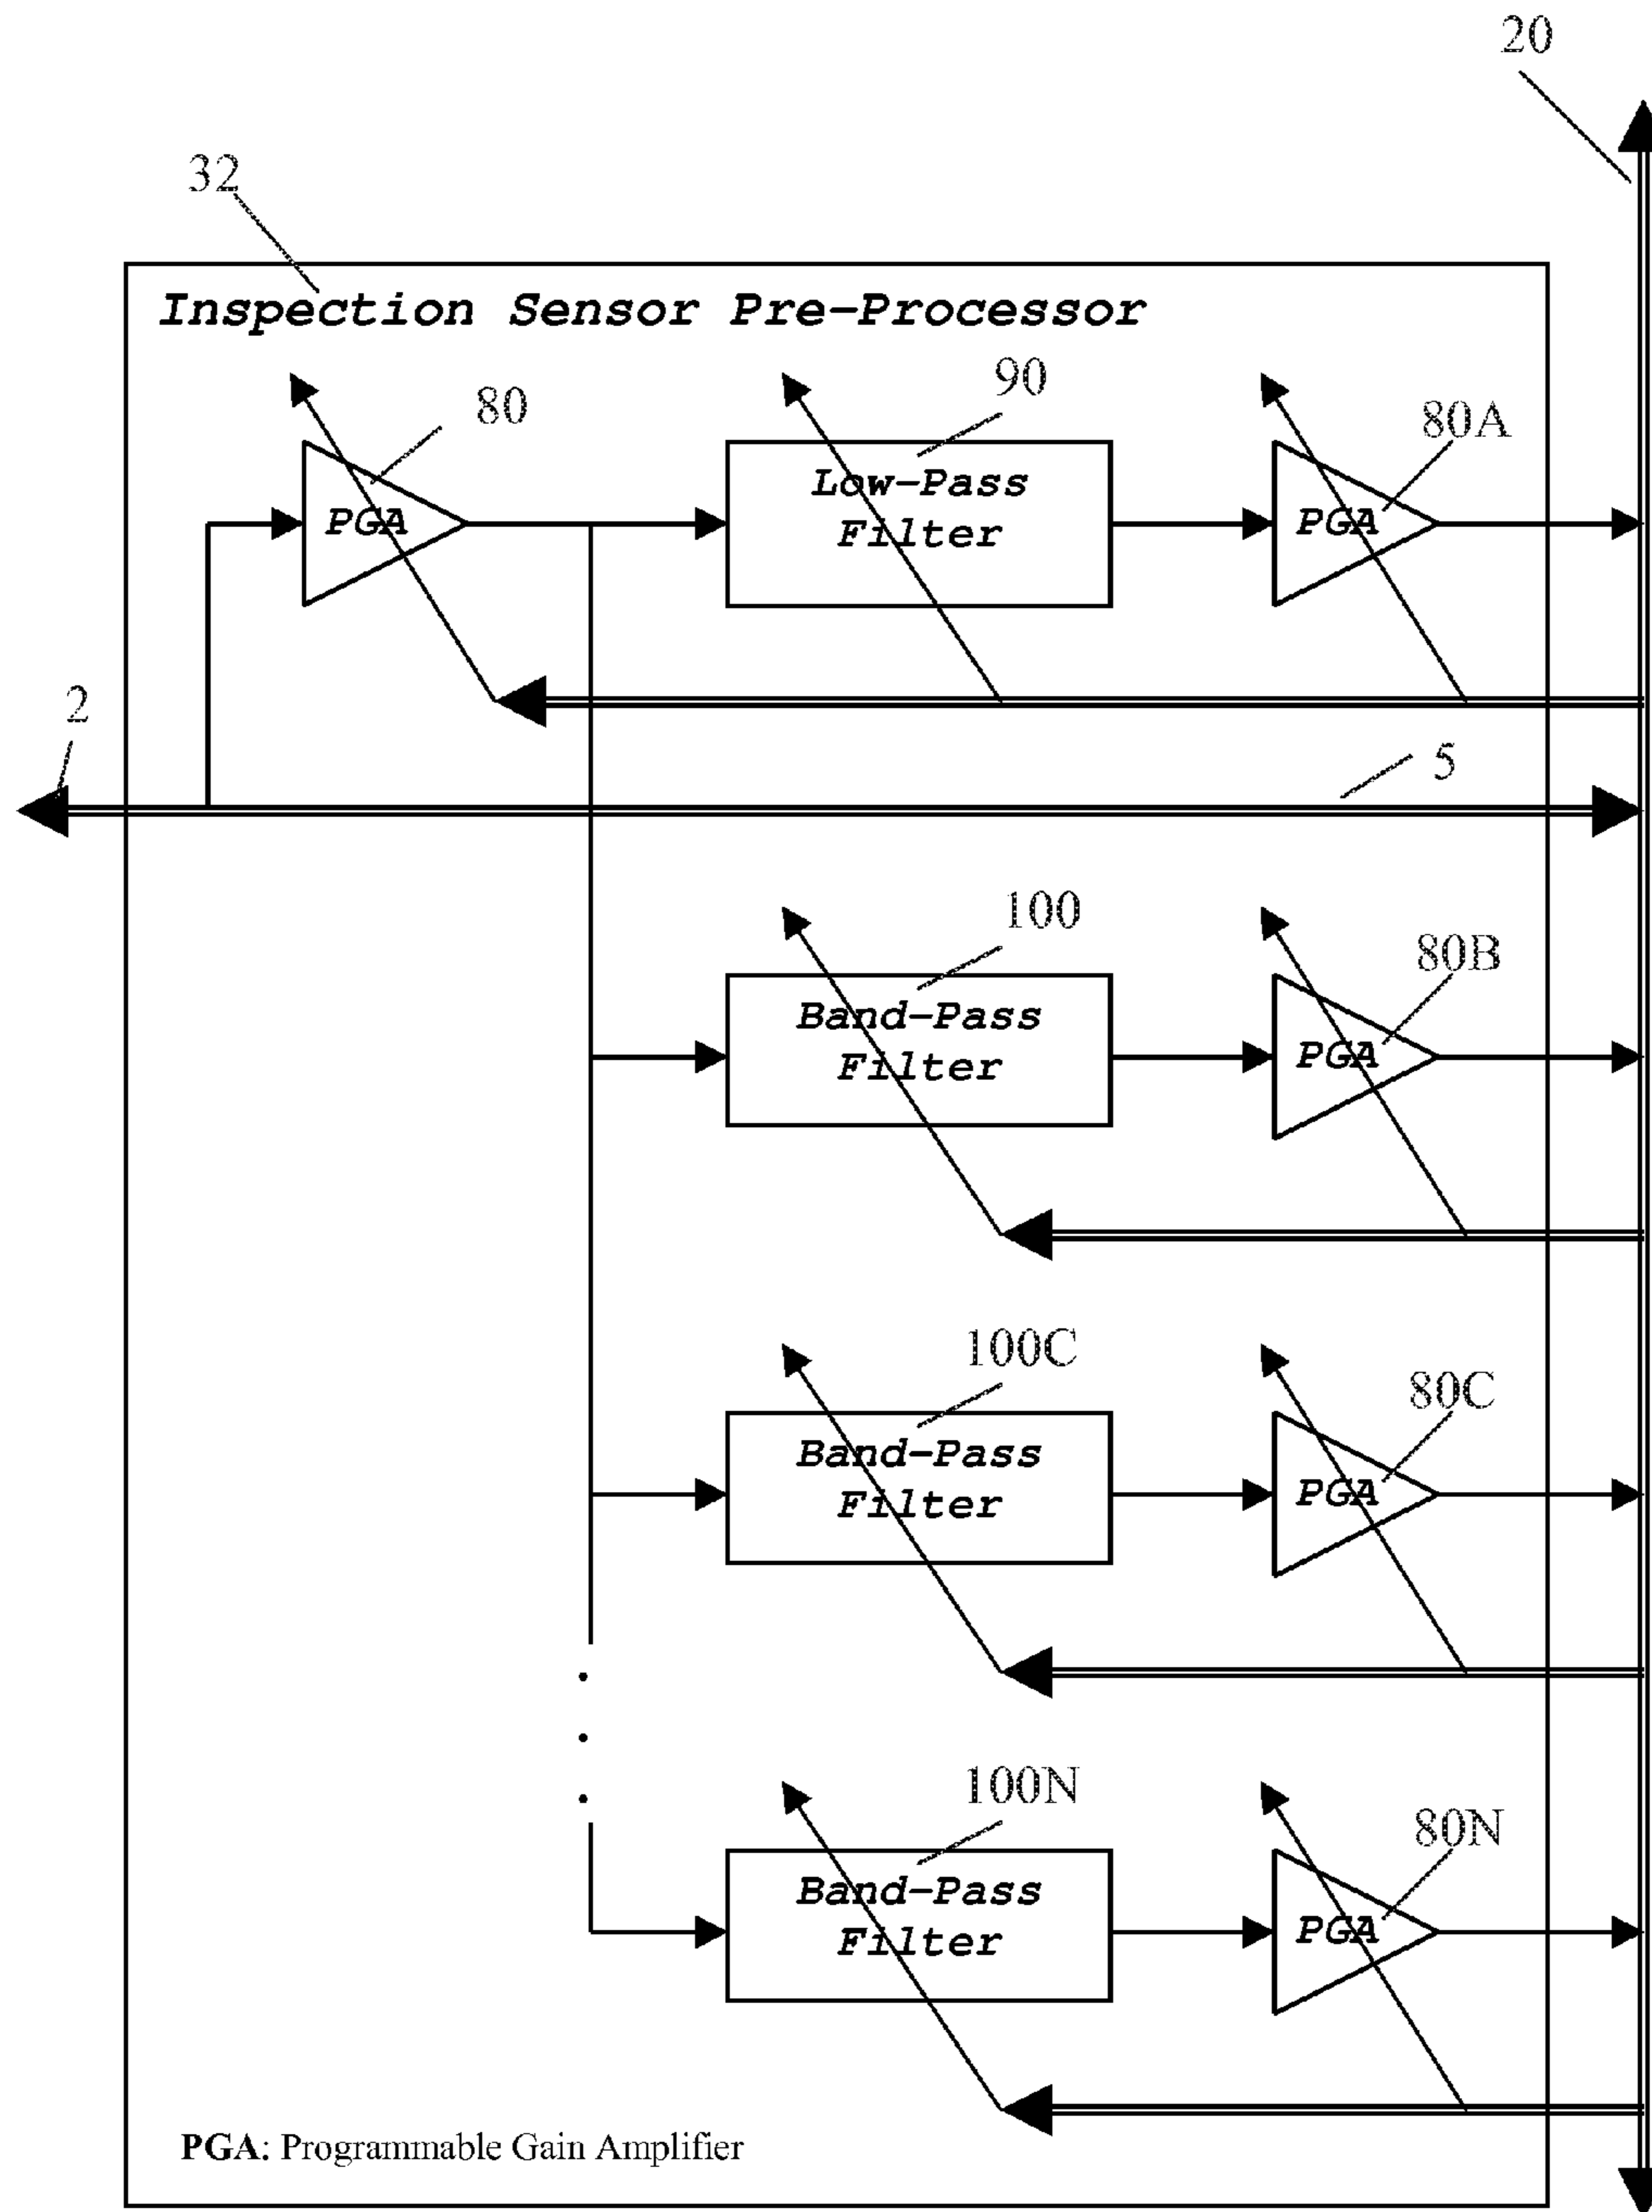 20
32
Inspection Sensor Pre-Processor
80
90
80A
PGA
Low-Pass
Filter
PGA
2
5
100
80B
Band-Pass
Filter
PGA
100C
80C
Band-Pass
Filter
PGA
100N
80N
Band-Pass
Filter
PGA
PGA: Programmable Gain Amplifier